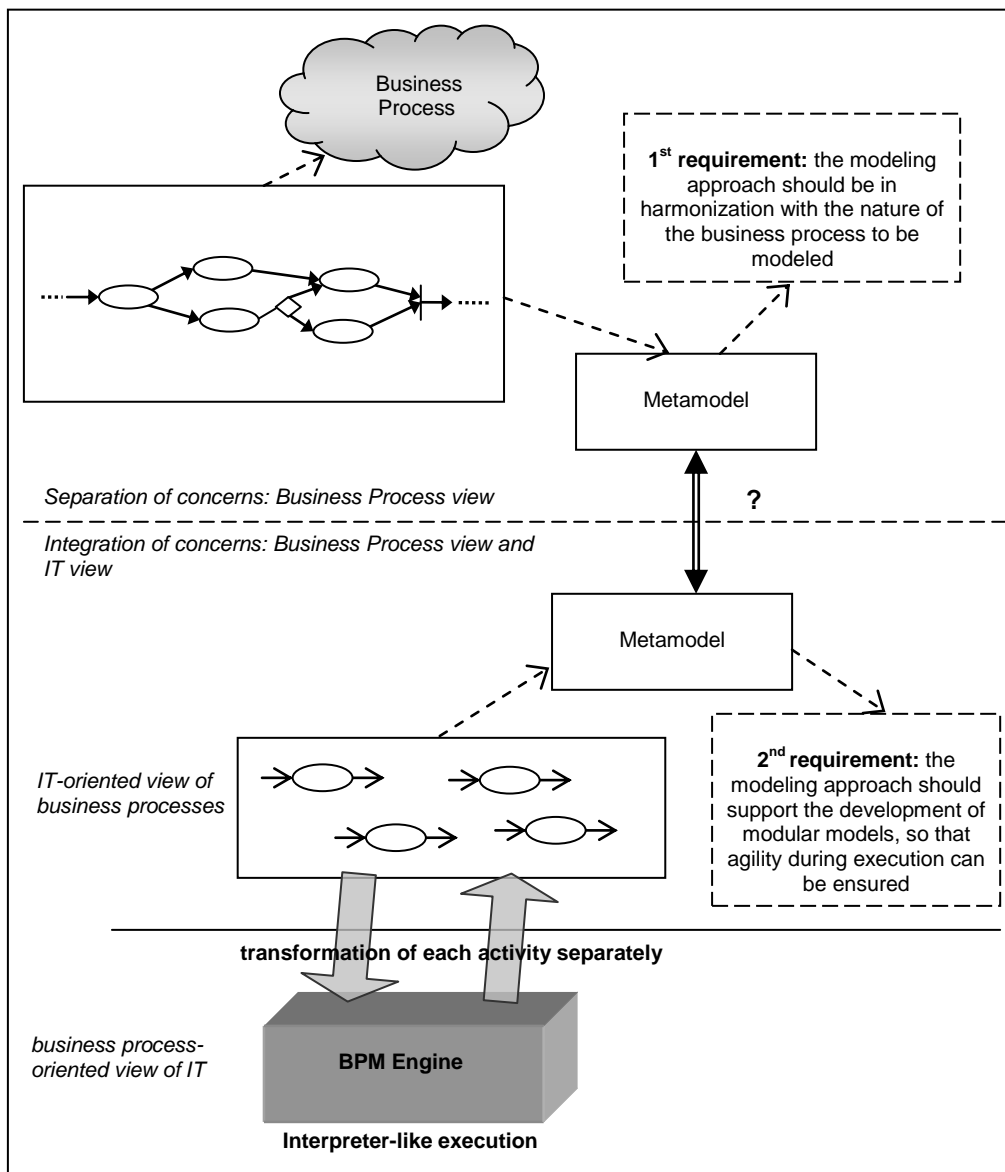 Business
Process
1st requirement: the modeling
approach should be in
harmonization with the nature of
the business process to be
modeled
Metamodel
Separation of concerns: Business Process view
?
Integration of concerns: Business Process view and
IT view
Metamodel
IT-oriented view of
business processes
2nd requirement: the
modeling approach should
support the development of
modular models, so that
agility during execution can
be ensured
transformation of each activity separately
business process-
oriented view of IT
BPM Engine
Interpreter-like execution